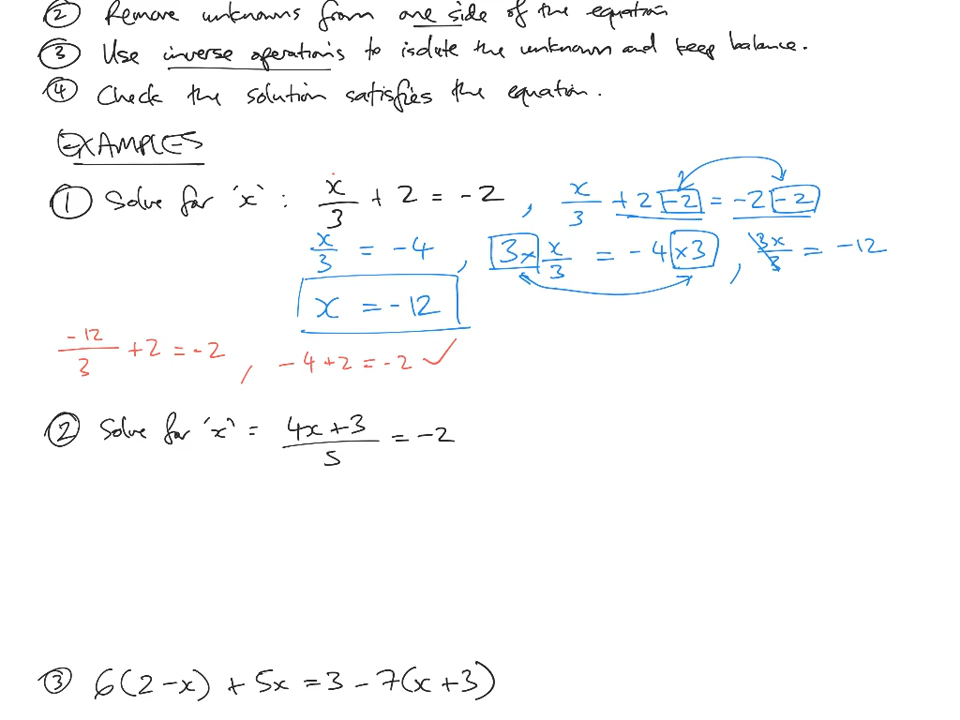 ② Remove unknowns from one side of the equation
③ Use inverse operations to isolate the unknown and keep balance.
④ Check the solution satisfies the equation.
EXAMPLES
① Solve for 'x' : x/3 + 2 = -2 , x/3 + 2 -2 = -2 -2
x/3 = -4 , 3× x/3 = -4 ×3 , 3x/3 = -12
x = -12
-12/3 + 2 = -2 , -4+2 = -2 ✓
② Solve for 'x' = (4x+3)/5 = -2
③ 6(2-x) + 5x = 3 - 7(x+3)